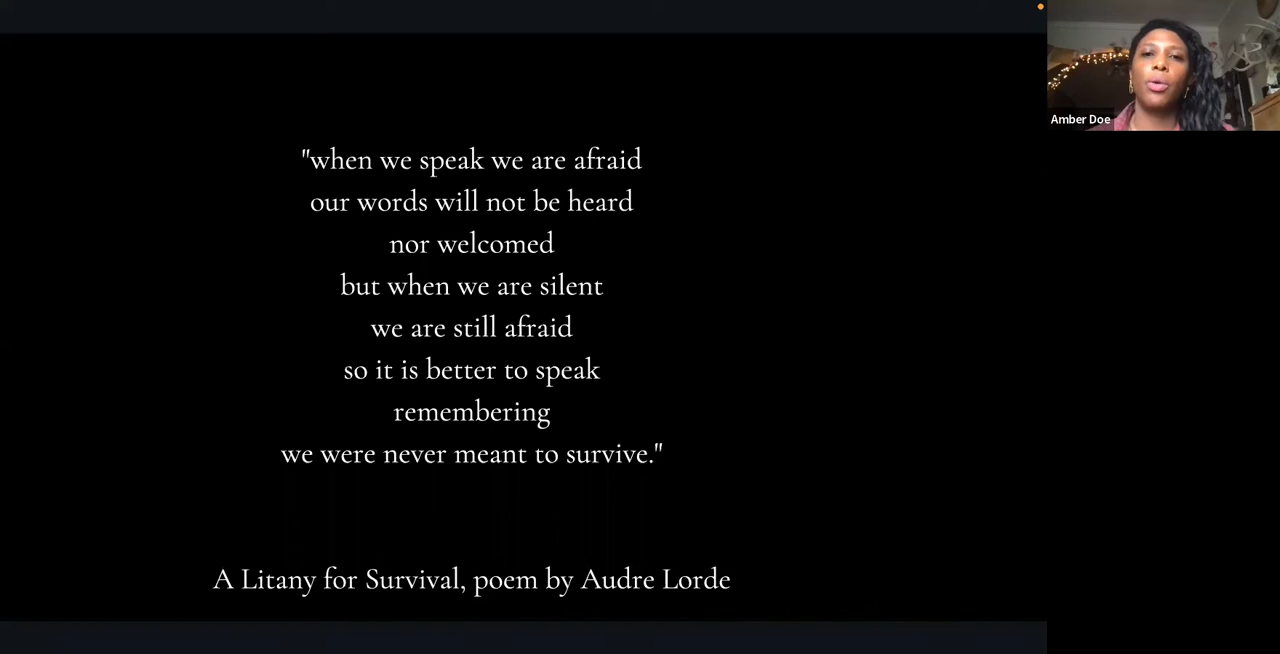 "when we speak we are afraid
our words will not be heard
nor welcomed
but when we are silent
we are still afraid
so it is better to speak
remembering
we were never meant to survive."
A Litany for Survival, poem by Audre Lorde
Amber Doe